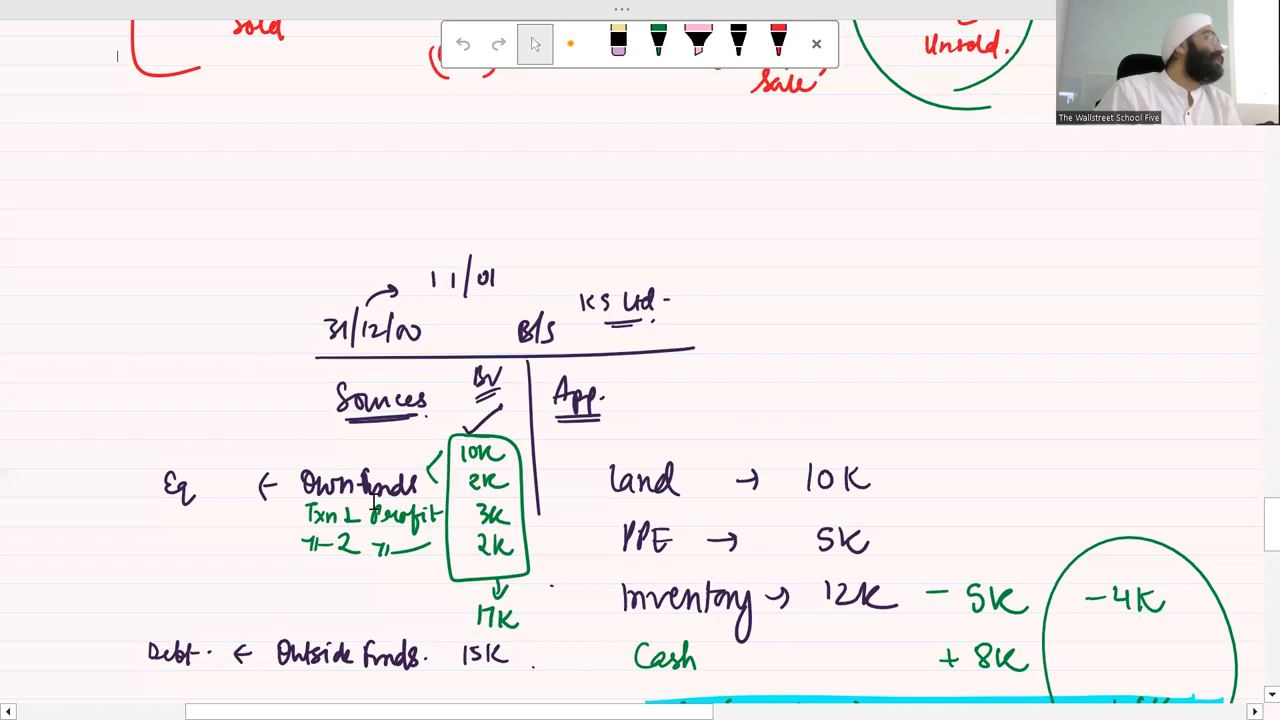 sold
Unsold.
Sale
The Wallstreet School Five
1 1/01
31/12/00 B/S KS Ltd.
Sources BV App.
10K
Eq ← Own funds 2K Land → 10K
Txn 1 Profit 3K
2 2K PPE → 5K
Inventory → 12K - 5K - 4K
17K
Debt. ← Outside funds. 15K Cash + 8K